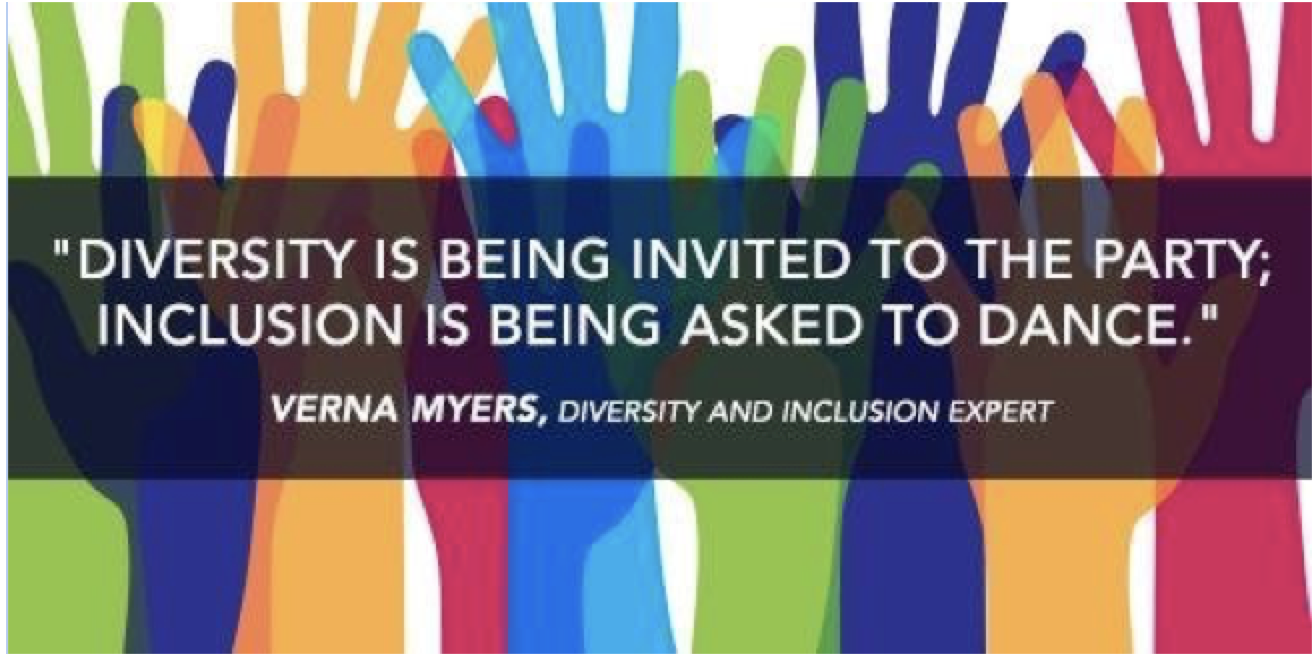 "DIVERSITY IS BEING INVITED TO THE PARTY;
INCLUSION IS BEING ASKED TO DANCE."
VERNA MYERS, DIVERSITY AND INCLUSION EXPERT